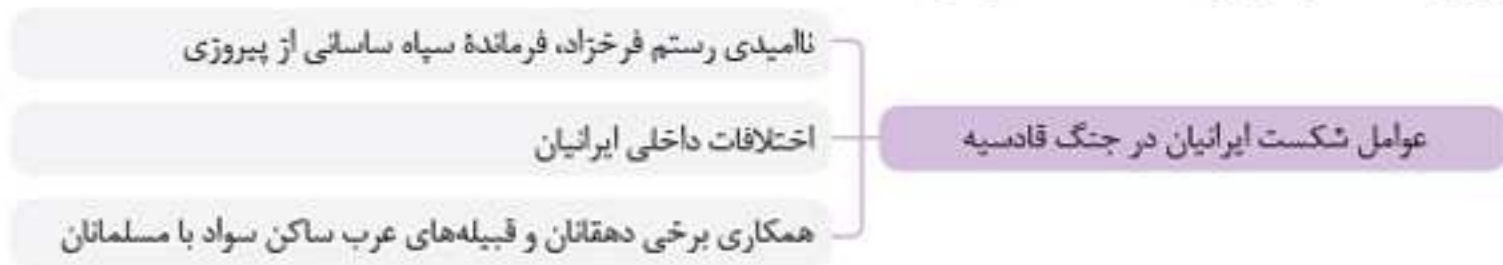 عوامل شکست ایرانیان در جنگ قادسیه
ناامیدی رستم فرخزاد، فرماندهٔ سپاه ساسانی از پیروزی
اختلافات داخلی ایرانیان
همکاری برخی دهقانان و قبیله‌های عرب ساکن سواد با مسلمانان